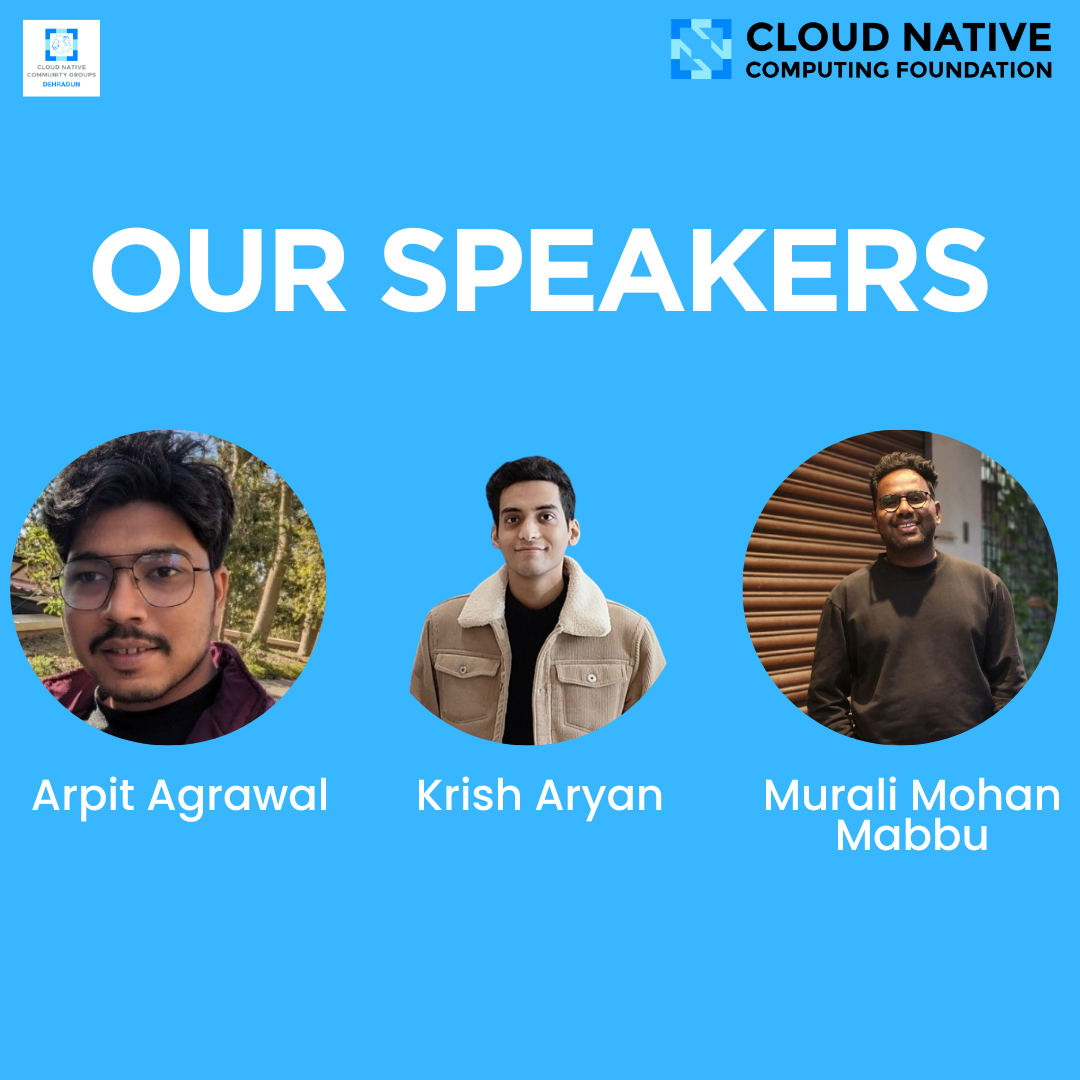 CLOUD NATIVE
COMMUNITY GROUPS
DEHRADUN
CLOUD NATIVE
COMPUTING FOUNDATION
OUR SPEAKERS
Arpit Agrawal
Krish Aryan
Murali Mohan
Mabbu